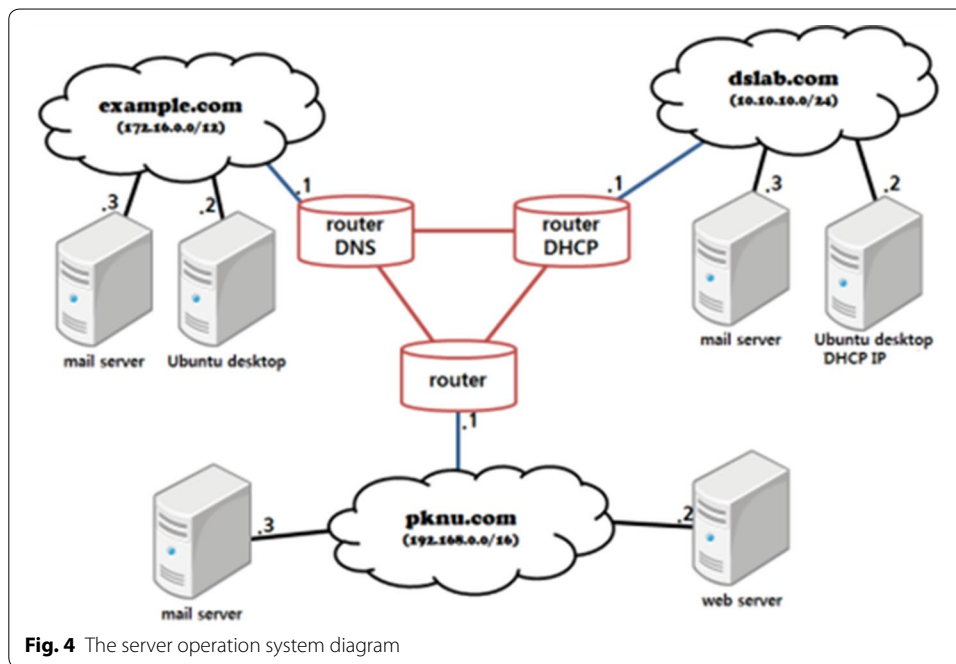 example.com
(172.16.0.0/12)
dslab.com
(10.10.10.0/24)
.3
.2
.1
router
DNS
.1
router
DHCP
.3
.2
mail server
Ubuntu desktop
mail server
Ubuntu desktop
DHCP IP
router
.1
pknu.com
(192.168.0.0/16)
.3
.2
mail server
web server
Fig. 4 The server operation system diagram